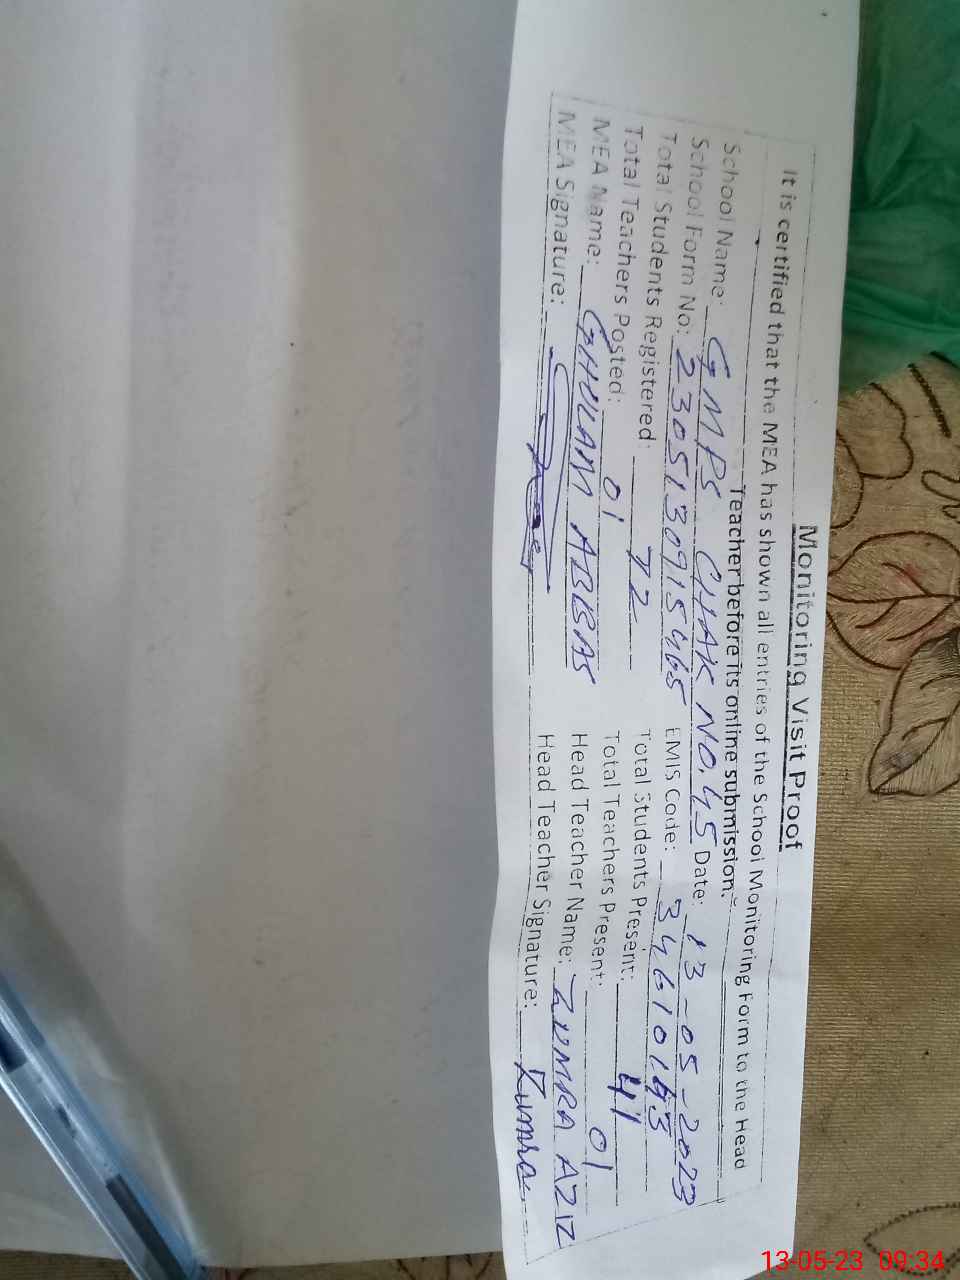 Monitoring Visit Proof
It is certified that the MEA has shown all entries of the School Monitoring Form to the Head
Teacher before its online submission.
School Name: GMPS CHAK NO.45 Date: 13-05-2023
School Form No: 2305130915465 EMIS Code: 34610193
Total Students Registered: 72 Total Students Present: 41
Total Teachers Posted: 01 Total Teachers Present: 01
MEA Name: GHULAM ABBAS Head Teacher Name: ZUMRA AZIZ
MEA Signature: Head Teacher Signature: Zumra
13-05-23 09:34